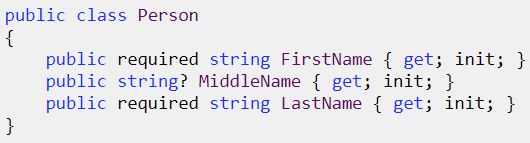 public class Person
{
    public required string FirstName { get; init; }
    public string? MiddleName { get; init; }
    public required string LastName { get; init; }
}